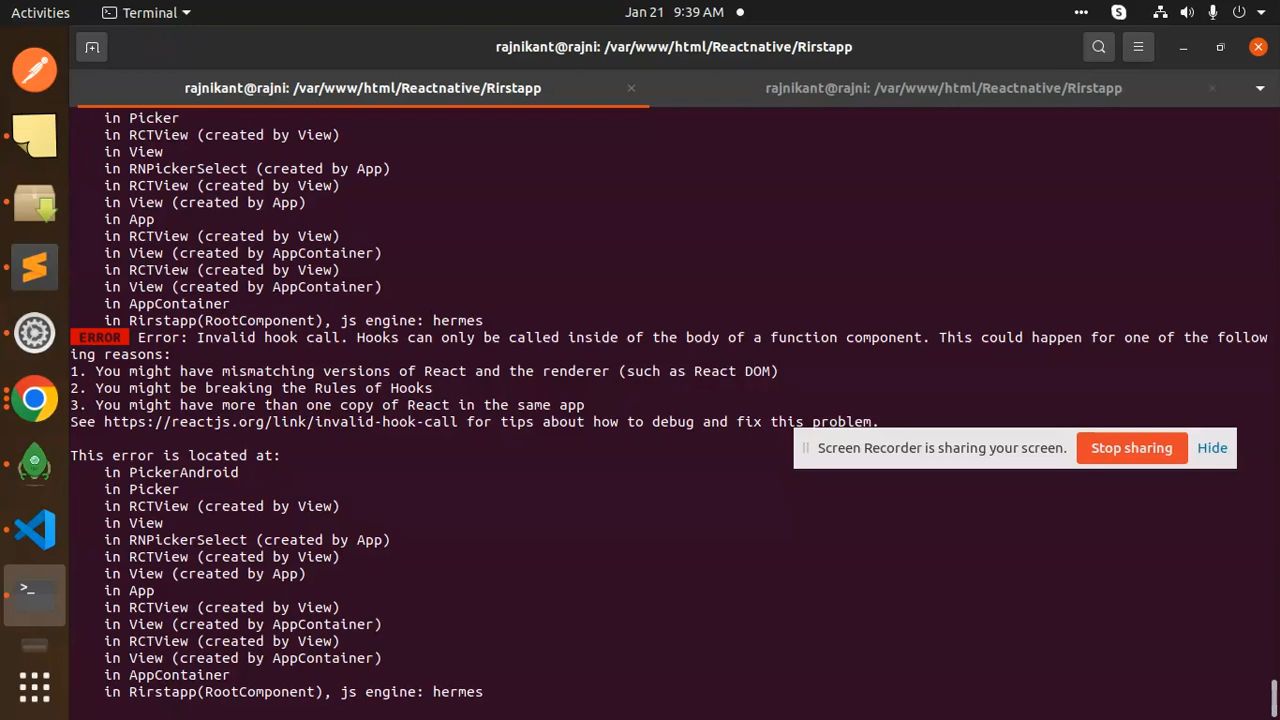 Activities
Terminal
Jan 21 9:39 AM
rajnikant@rajni: /var/www/html/Reactnative/Rirstapp
rajnikant@rajni: /var/www/html/Reactnative/Rirstapp
rajnikant@rajni: /var/www/html/Reactnative/Rirstapp
in Picker
in RCTView (created by View)
in View
in RNPickerSelect (created by App)
in RCTView (created by View)
in View (created by App)
in App
in RCTView (created by View)
in View (created by AppContainer)
in RCTView (created by View)
in View (created by AppContainer)
in AppContainer
in Rirstapp(RootComponent), js engine: hermes
ERROR Error: Invalid hook call. Hooks can only be called inside of the body of a function component. This could happen for one of the follow
ing reasons:
1. You might have mismatching versions of React and the renderer (such as React DOM)
2. You might be breaking the Rules of Hooks
3. You might have more than one copy of React in the same app
See https://reactjs.org/link/invalid-hook-call for tips about how to debug and fix this problem.
Screen Recorder is sharing your screen. Stop sharing Hide
This error is located at:
in PickerAndroid
in Picker
in RCTView (created by View)
in View
in RNPickerSelect (created by App)
in RCTView (created by View)
in View (created by App)
in App
in RCTView (created by View)
in View (created by AppContainer)
in RCTView (created by View)
in View (created by AppContainer)
in AppContainer
in Rirstapp(RootComponent), js engine: hermes